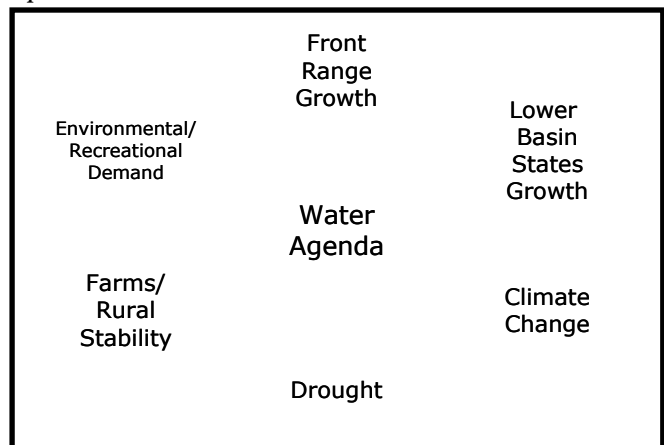 Front
Range
Growth
Environmental/
Recreational
Demand
Lower
Basin
States
Growth
Water
Agenda
Farms/
Rural
Stability
Climate
Change
Drought